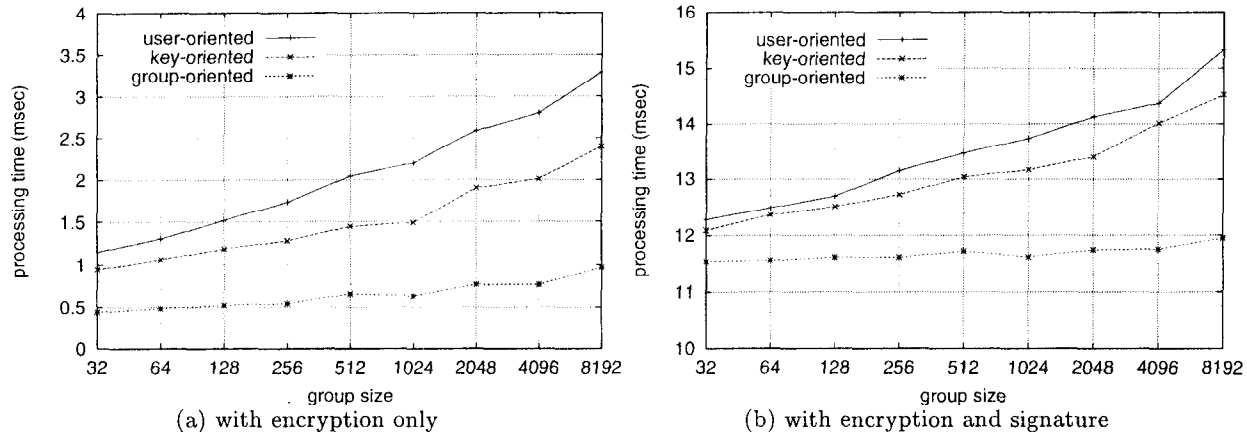 4
3.5
3
2.5
2
1.5
1
0.5
0
processing time (msec)
user-oriented
key-oriented
group-oriented
32 64 128 256 512 1024 2048 4096 8192
group size
(a) with encryption only
16
15
14
13
12
11
10
processing time (msec)
user-oriented
key-oriented
group-oriented
32 64 128 256 512 1024 2048 4096 8192
group size
(b) with encryption and signature